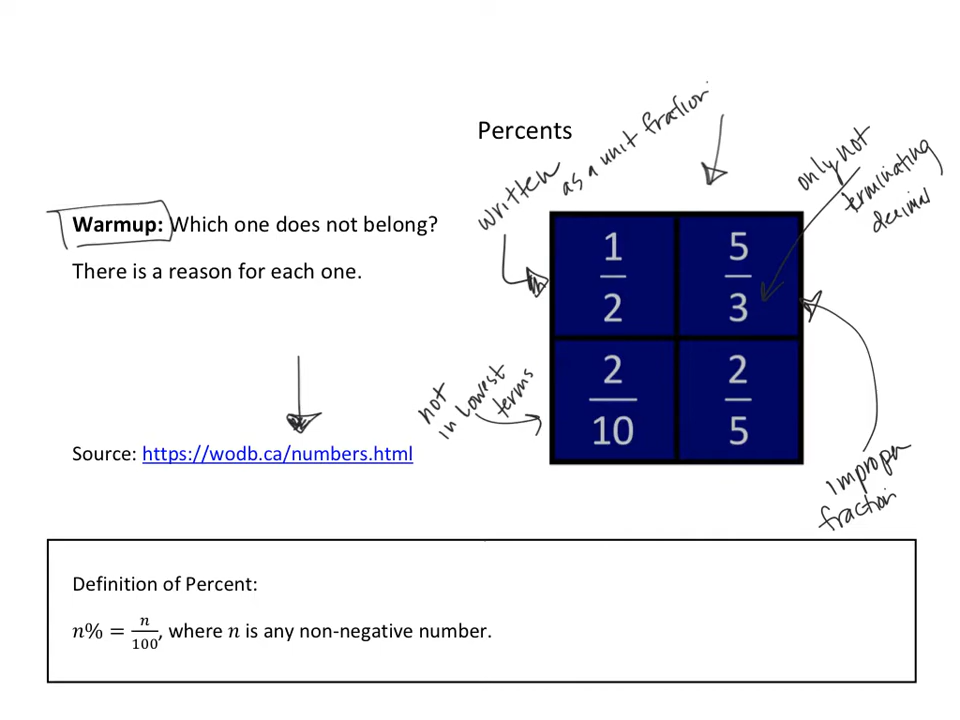 Percents
written
as a unit fration
only not
terminating
decimal
Warmup: Which one does not belong?
There is a reason for each one.
1/2
5/3
2/10
2/5
not
in lowest
terms
Source: https://wodb.ca/numbers.html
improper
fraction
Definition of Percent:
n% = n/100, where n is any non-negative number.